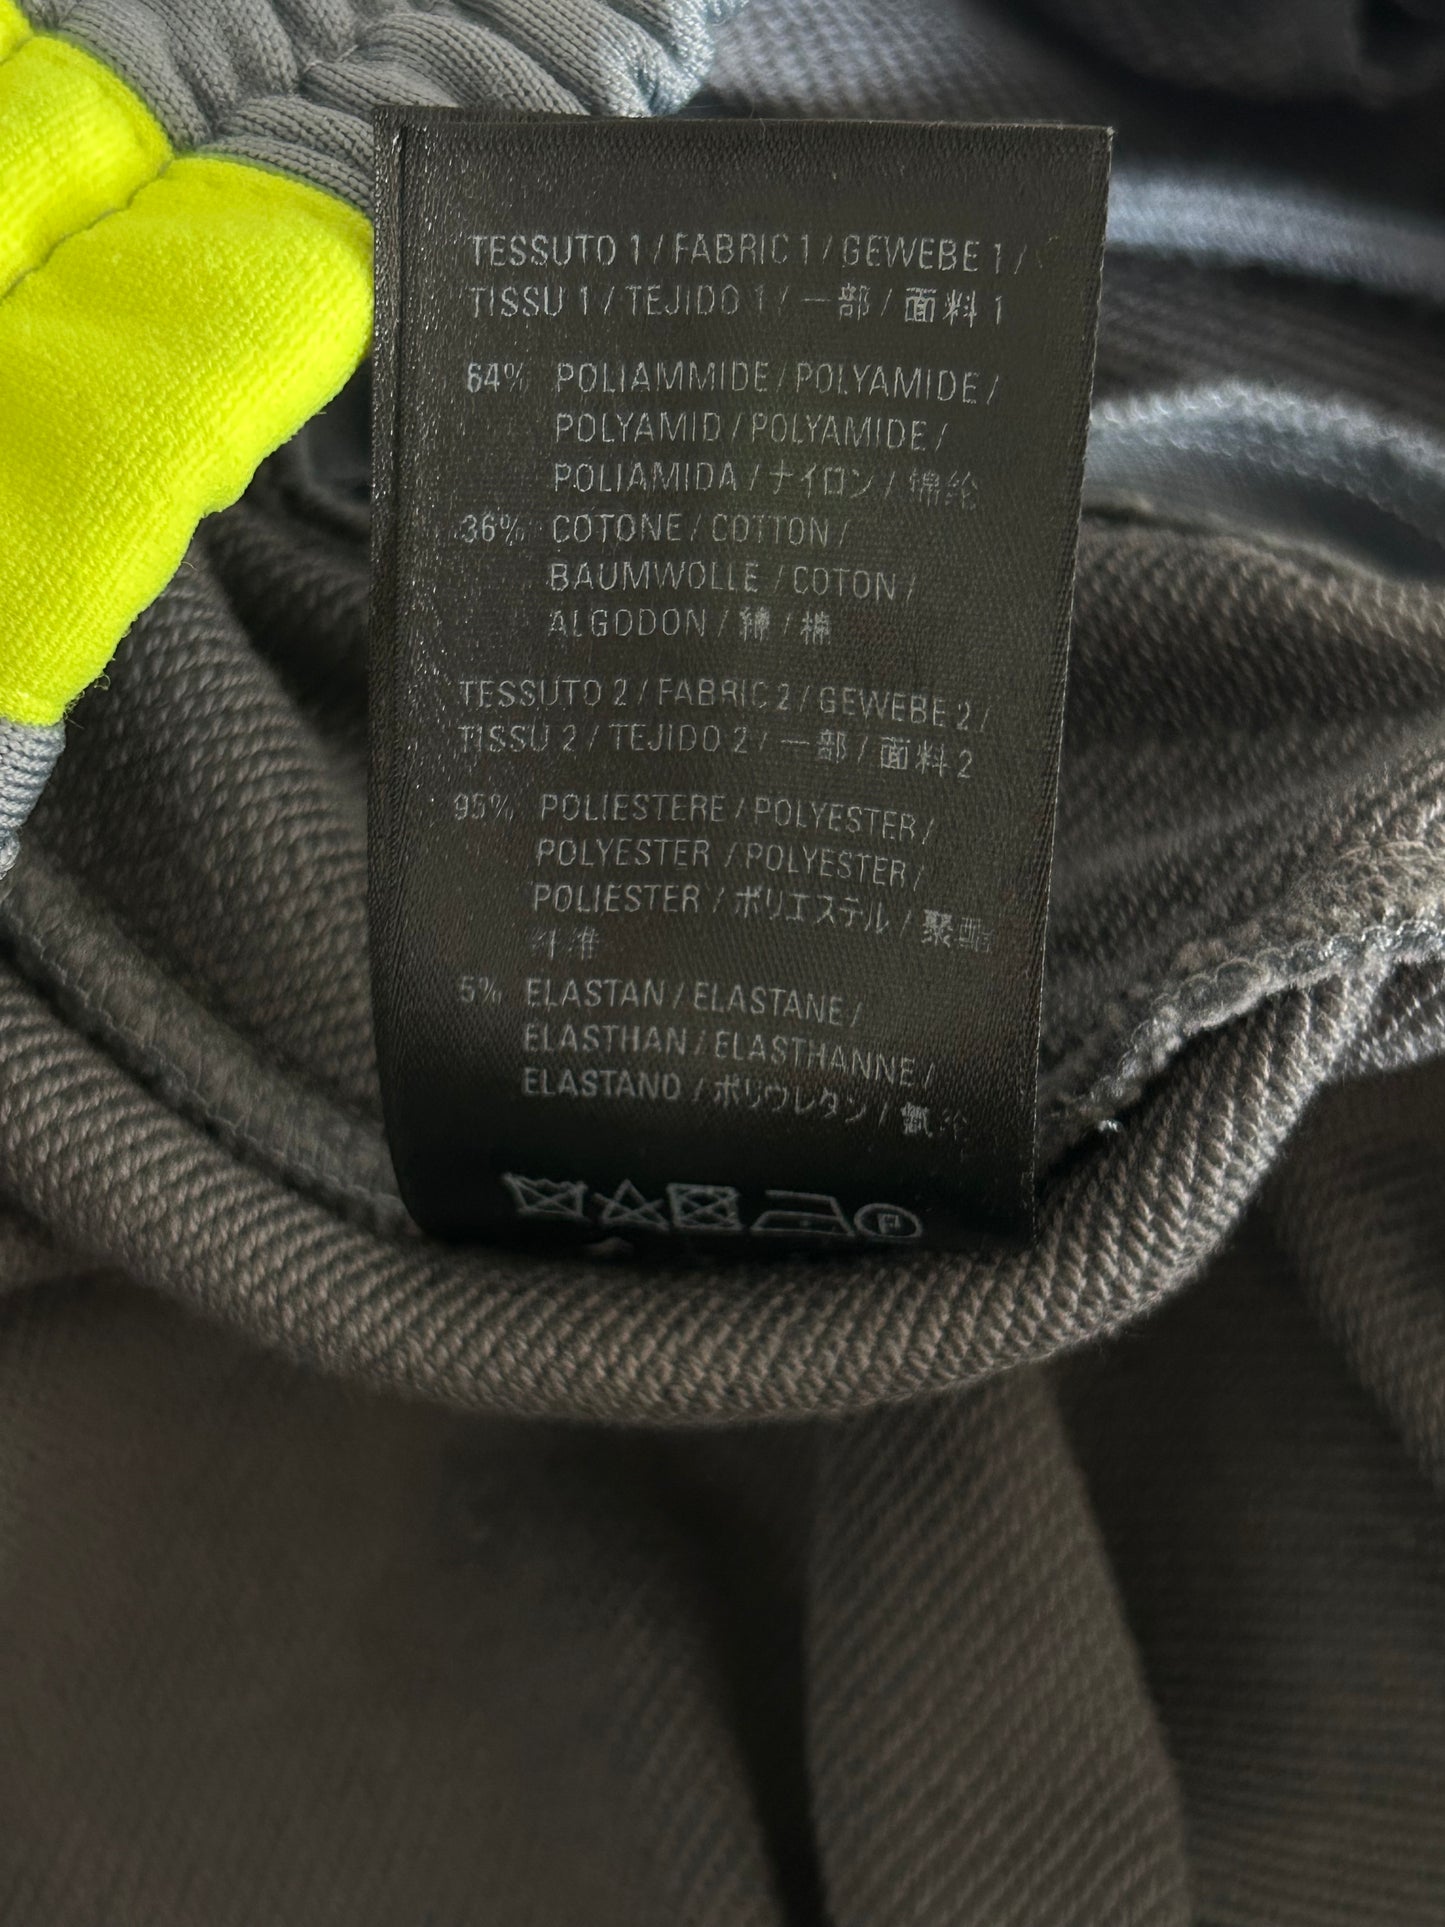 TESSUTO 1 / FABRIC 1 / GEWEBE 1 /
TISSU 1 / TEJIDO 1 / 一部 / 面料 1
64% POLIAMMIDE / POLYAMIDE /
POLYAMID / POLYAMIDE /
POLIAMIDA / ナイロン / 锦纶
36% COTONE / COTTON /
BAUMWOLLE / COTON /
ALGODON / 綿 / 棉
TESSUTO 2 / FABRIC 2 / GEWEBE 2 /
TISSU 2 / TEJIDO 2 / 一部 / 面料 2
95% POLIESTERE / POLYESTER /
POLYESTER / POLYESTER /
POLIESTER / ポリエステル / 聚酯
5% ELASTAN / ELASTANE /
ELASTHAN / ELASTHANNE /
ELASTANO / ポリウレタン / 氨纶
P